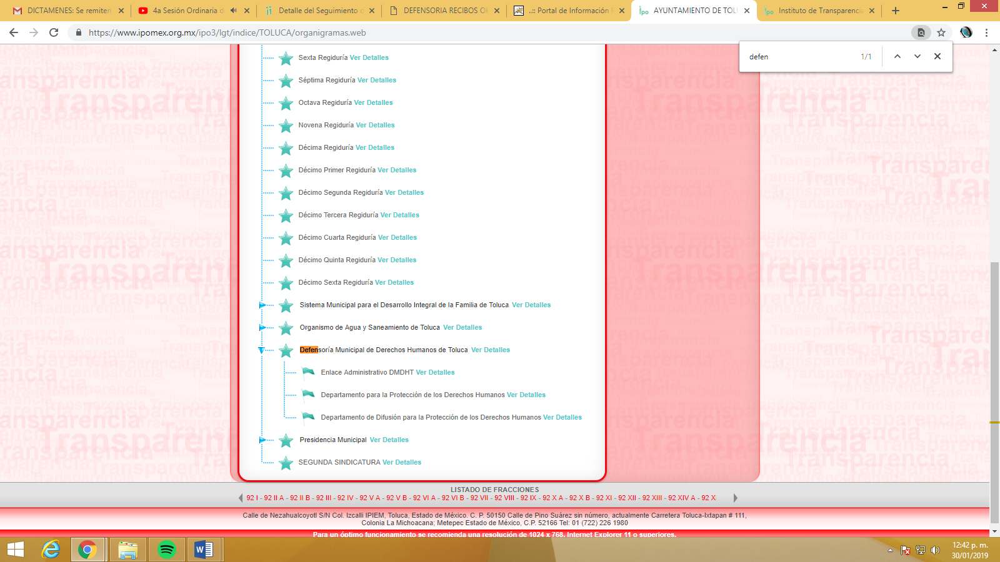 DICTAMENES: Se remiten
4a Sesión Ordinaria d
Detalle del Seguimiento d
DEFENSORIA RECIBOS OK
..:: Portal de Información P
AYUNTAMIENTO DE TOLU
Instituto de Transparencia
https://www.ipomex.org.mx/ipo3/lgt/indice/TOLUCA/organigramas.web
defen 1/1
Sexta Regiduría Ver Detalles
Séptima Regiduría Ver Detalles
Octava Regiduría Ver Detalles
Novena Regiduría Ver Detalles
Décima Regiduría Ver Detalles
Décimo Primer Regiduría Ver Detalles
Décimo Segunda Regiduría Ver Detalles
Décimo Tercera Regiduría Ver Detalles
Décimo Cuarta Regiduría Ver Detalles
Décimo Quinta Regiduría Ver Detalles
Décimo Sexta Regiduría Ver Detalles
Sistema Municipal para el Desarrollo Integral de la Familia de Toluca Ver Detalles
Organismo de Agua y Saneamiento de Toluca Ver Detalles
Defensoría Municipal de Derechos Humanos de Toluca Ver Detalles
Enlace Administrativo DMDHT Ver Detalles
Departamento para la Protección de los Derechos Humanos Ver Detalles
Departamento de Difusión para la Protección de los Derechos Humanos Ver Detalles
Presidencia Municipal Ver Detalles
SEGUNDA SINDICATURA Ver Detalles
LISTADO DE FRACCIONES
92 I - 92 II A - 92 II B - 92 III - 92 IV - 92 V A - 92 V B - 92 VI A - 92 VI B - 92 VII - 92 VIII - 92 IX - 92 X A - 92 X B - 92 XI - 92 XII - 92 XIII - 92 XIV A - 92 X
Calle de Nezahualcoyotl S/N Col. Izcalli IPIEM, Toluca, Estado de México. C. P. 50150 Calle de Pino Suárez sin número, actualmente Carretera Toluca-Ixtapan # 111,
Colonia La Michoacana; Metepec Estado de México, C.P. 52166 Tel: 01 (722) 226 1980
Para un óptimo funcionamiento se recomienda una resolución de 1024 x 768. Internet Explorer 11 o superiores.
12:42 p. m.
30/01/2019